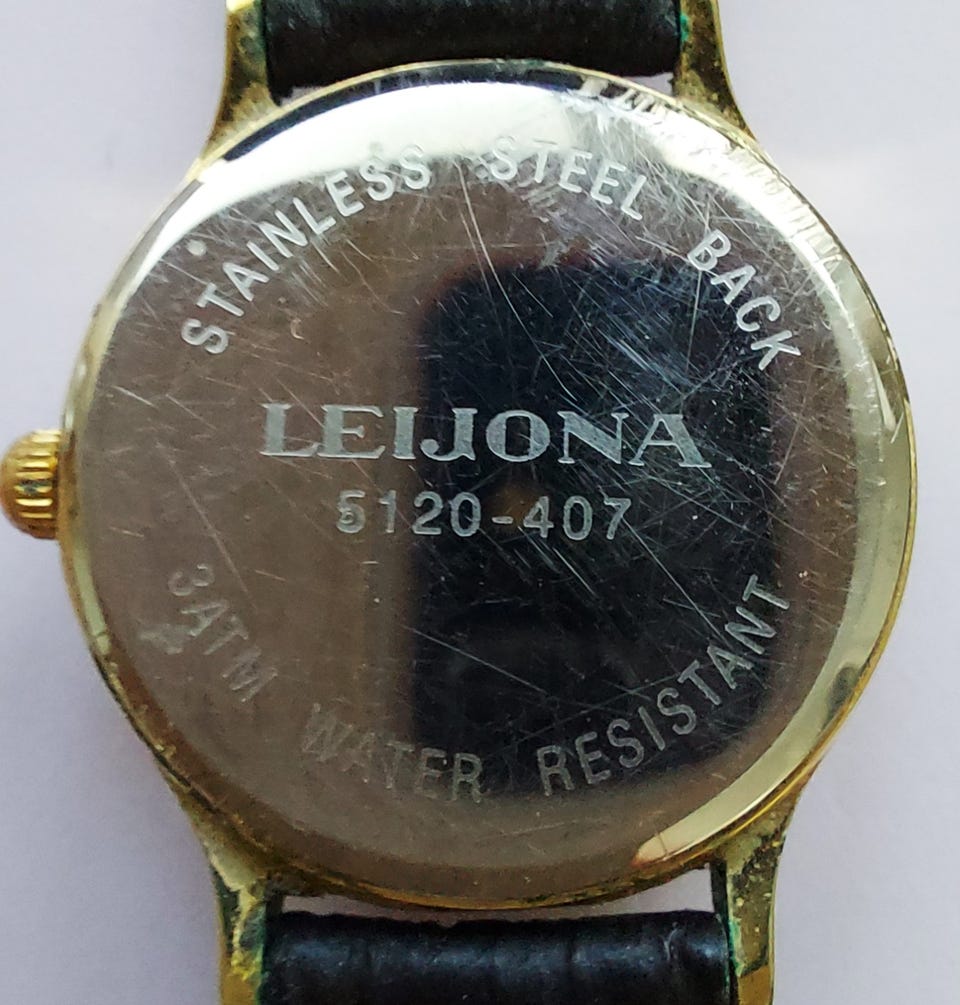 STAINLESS STEEL BACK
LEIJONA
5120-407
3ATM WATER RESISTANT